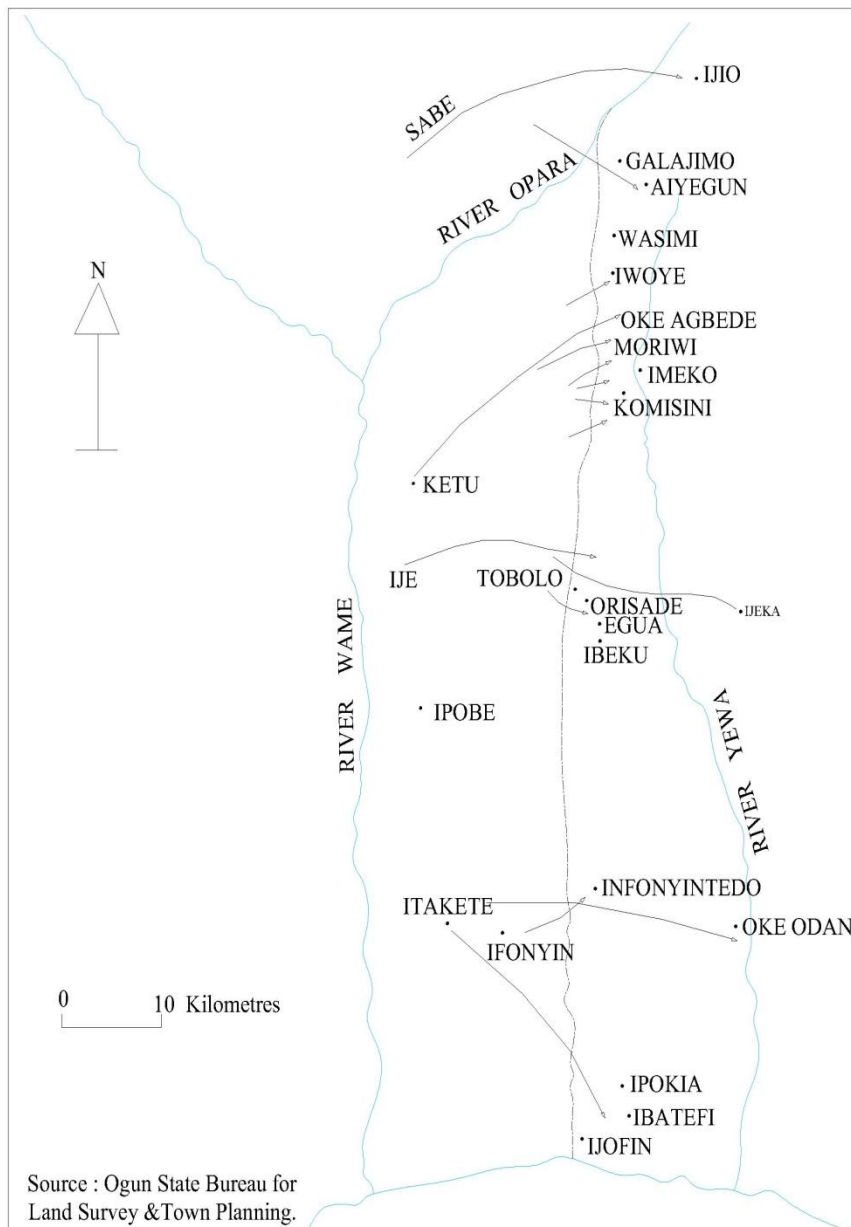 IJIO
SABE
GALAJIMO
AIYEGUN
RIVER OPARA
WASIMI
N
IWOYE
OKE AGBEDE
MORIWI
IMEKO
KOMISINI
KETU
IJE
TOBOLO
ORISADE
IJEKA
EGUA
IBEKU
RIVER WAME
IPOBE
RIVER YEWA
INFONYINTEDO
ITAKETE
OKE ODAN
IFONYIN
0 10 Kilometres
IPOKIA
IBATEFI
IJOFIN
Source : Ogun State Bureau for
Land Survey &Town Planning.